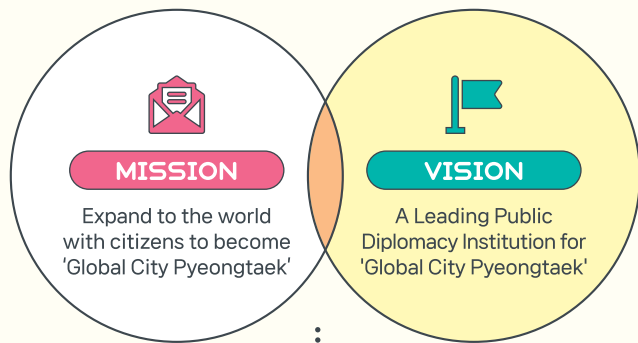 MISSION
Expand to the world
with citizens to become
‘Global City Pyeongtaek’
VISION
A Leading Public
Diplomacy Institution for
'Global City Pyeongtaek'